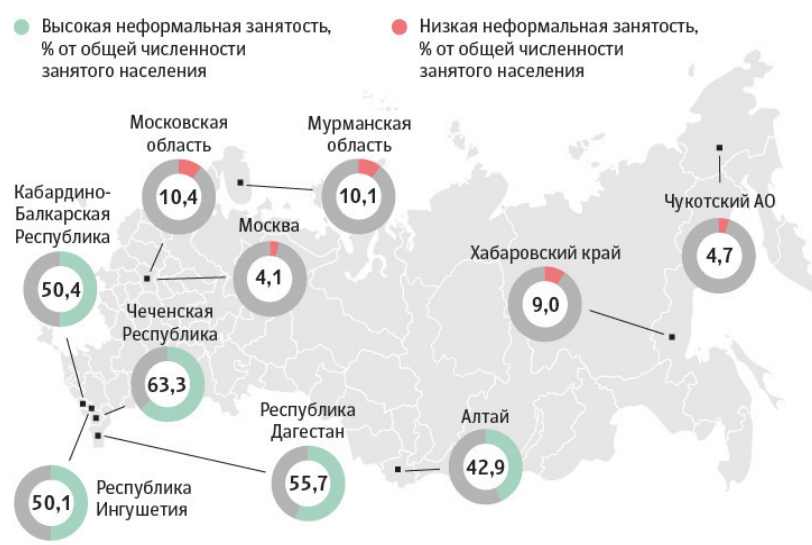 Высокая неформальная занятость,
% от общей численности
занятого населения
Низкая неформальная занятость,
% от общей численности
занятого населения
Московская
область
10,4
Мурманская
область
10,1
Кабардино-
Балкарская
Республика
50,4
Москва
4,1
Чукотский АО
4,7
Хабаровский край
9,0
Чеченская
Республика
63,3
Республика
Дагестан
55,7
Алтай
42,9
50,1
Республика
Ингушетия